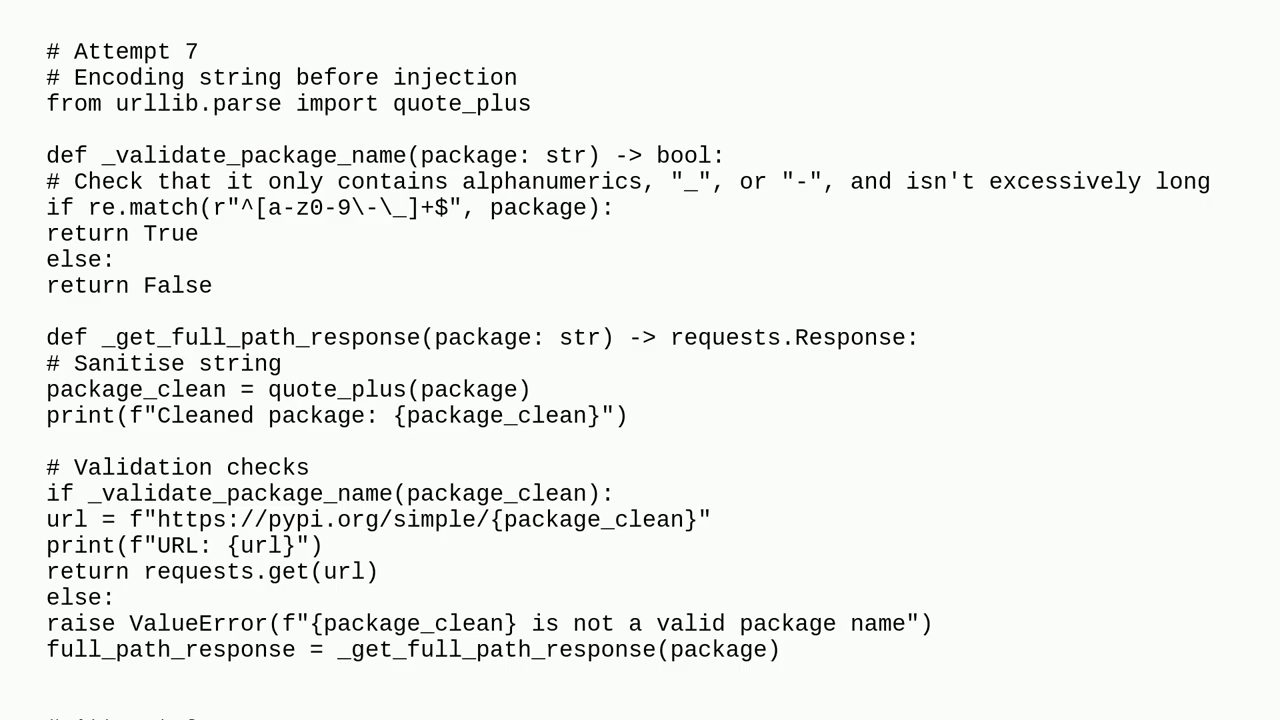 # Attempt 7
# Encoding string before injection
from urllib.parse import quote_plus
def _validate_package_name(package: str) -> bool:
# Check that it only contains alphanumerics, "_", or "-", and isn't excessively long
if re.match(r"^[a-z0-9\-\_]+$", package):
return True
else:
return False
def _get_full_path_response(package: str) -> requests.Response:
# Sanitise string
package_clean = quote_plus(package)
print(f"Cleaned package: {package_clean}")
# Validation checks
if _validate_package_name(package_clean):
url = f"https://pypi.org/simple/{package_clean}"
print(f"URL: {url}")
return requests.get(url)
else:
raise ValueError(f"{package_clean} is not a valid package name")
full_path_response = _get_full_path_response(package)